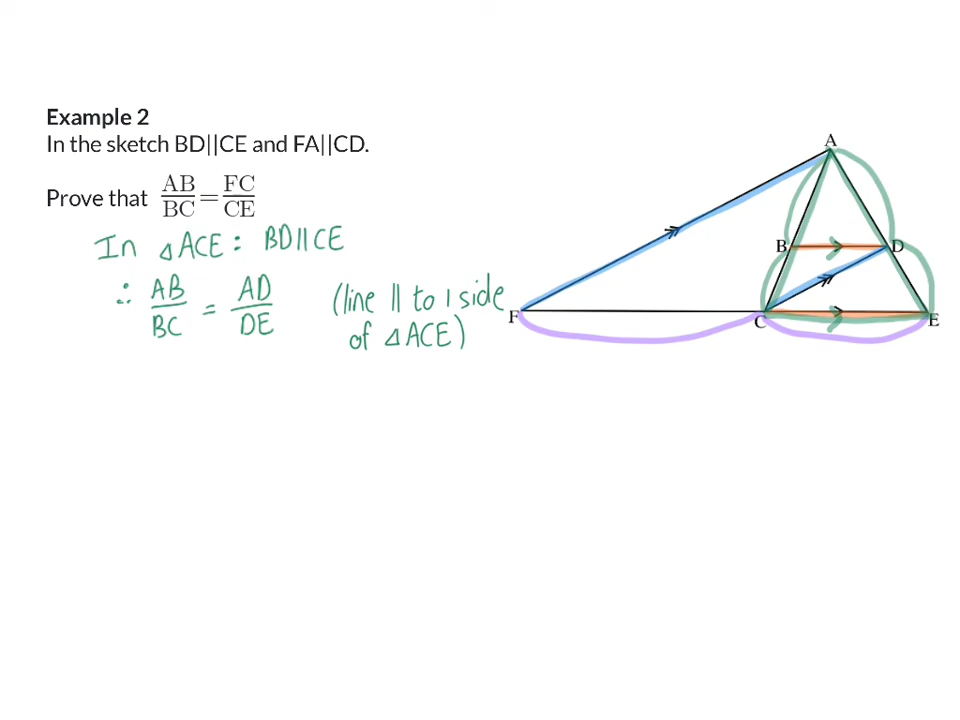 Example 2
In the sketch BD||CE and FA||CD.
Prove that AB/BC = FC/CE
In △ACE: BD||CE
∴ AB/BC = AD/DE (line || to 1 side
of △ACE)
A
B
D
F
C
E